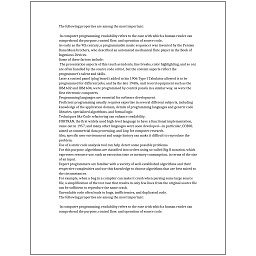 The following properties are among the most important:
 An computer programming readability refers to the ease with which a human reader can
comprehend the purpose, control flow, and operation of source code.
As early as the 9th century, a programmable music sequencer was invented by the Persian
Banu Musa brothers, who described an automated mechanical flute player in the Book of
Ingenious Devices.
Some of these factors include:
The presentation aspects of this (such as indents, line breaks, color highlighting, and so on)
are often handled by the source code editor, but the content aspects reflect the
programmer's talent and skills.
Later a control panel (plug board) added to his 1906 Type I Tabulator allowed it to be
programmed for different jobs, and by the late 1940s, unit record equipment such as the
IBM 602 and IBM 604, were programmed by control panels in a similar way, as were the
first electronic computers.
Programming languages are essential for software development.
Proficient programming usually requires expertise in several different subjects, including
knowledge of the application domain, details of programming languages and generic code
libraries, specialized algorithms, and formal logic.
Techniques like Code refactoring can enhance readability.
FORTRAN, the first widely used high-level language to have a functional implementation,
came out in 1957, and many other languages were soon developed—in particular, COBOL
aimed at commercial data processing, and Lisp for computer research.
Also, specific user environment and usage history can make it difficult to reproduce the
problem.
Use of a static code analysis tool can help detect some possible problems.
For this purpose, algorithms are classified into orders using so-called Big O notation, which
expresses resource use, such as execution time or memory consumption, in terms of the size
of an input.
Expert programmers are familiar with a variety of well-established algorithms and their
respective complexities and use this knowledge to choose algorithms that are best suited to
the circumstances.
For example, when a bug in a compiler can make it crash when parsing some large source
file, a simplification of the test case that results in only few lines from the original source file
can be sufficient to reproduce the same crash.
Unreadable code often leads to bugs, inefficiencies, and duplicated code.
The following properties are among the most important:
 An computer programming readability refers to the ease with which a human reader can
comprehend the purpose, control flow, and operation of source code.